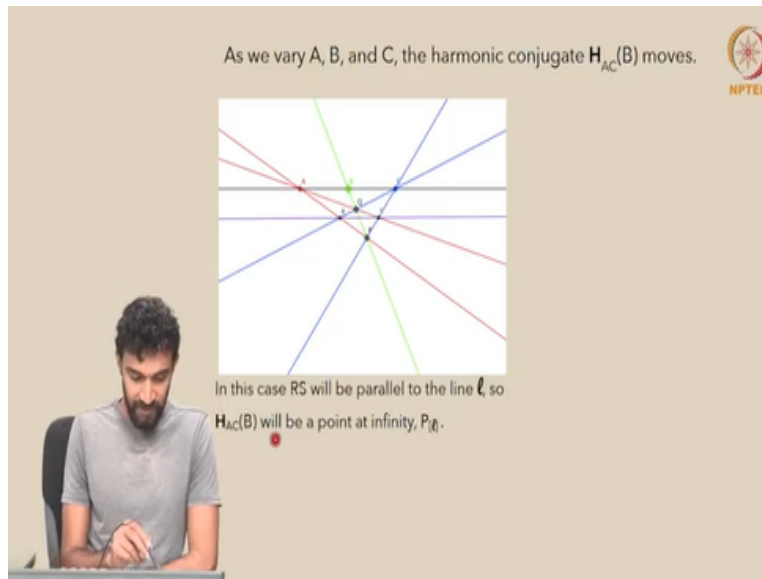 As we vary A, B, and C, the harmonic conjugate H_AC(B) moves.
NPTEL
In this case RS will be parallel to the line ℓ, so
H_AC(B) will be a point at infinity, P_[ℓ].